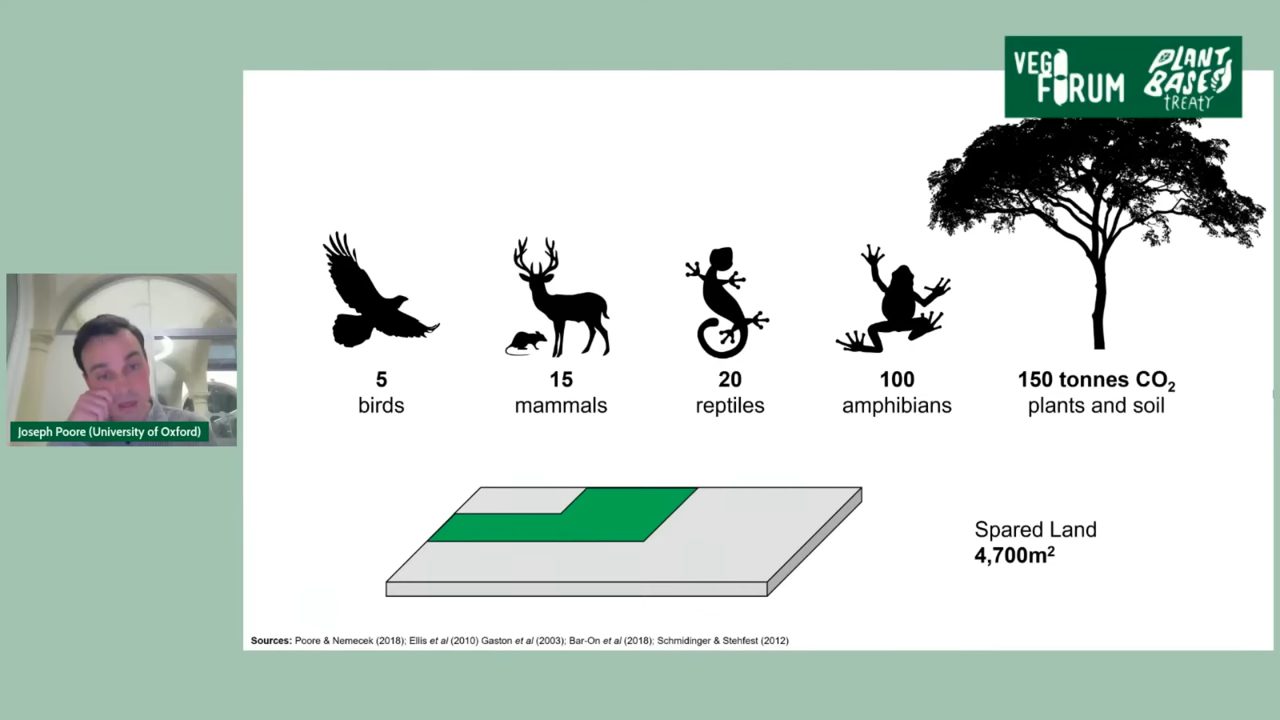 VEG
FORUM
PLANT
BASED
TREATY
5
birds
15
mammals
20
reptiles
100
amphibians
150 tonnes CO₂
plants and soil
Joseph Poore (University of Oxford)
Spared Land
4,700m²
Sources: Poore & Nemecek (2018); Ellis et al (2010) Gaston et al (2003); Bar-On et al (2018); Schmidinger & Stehfest (2012)